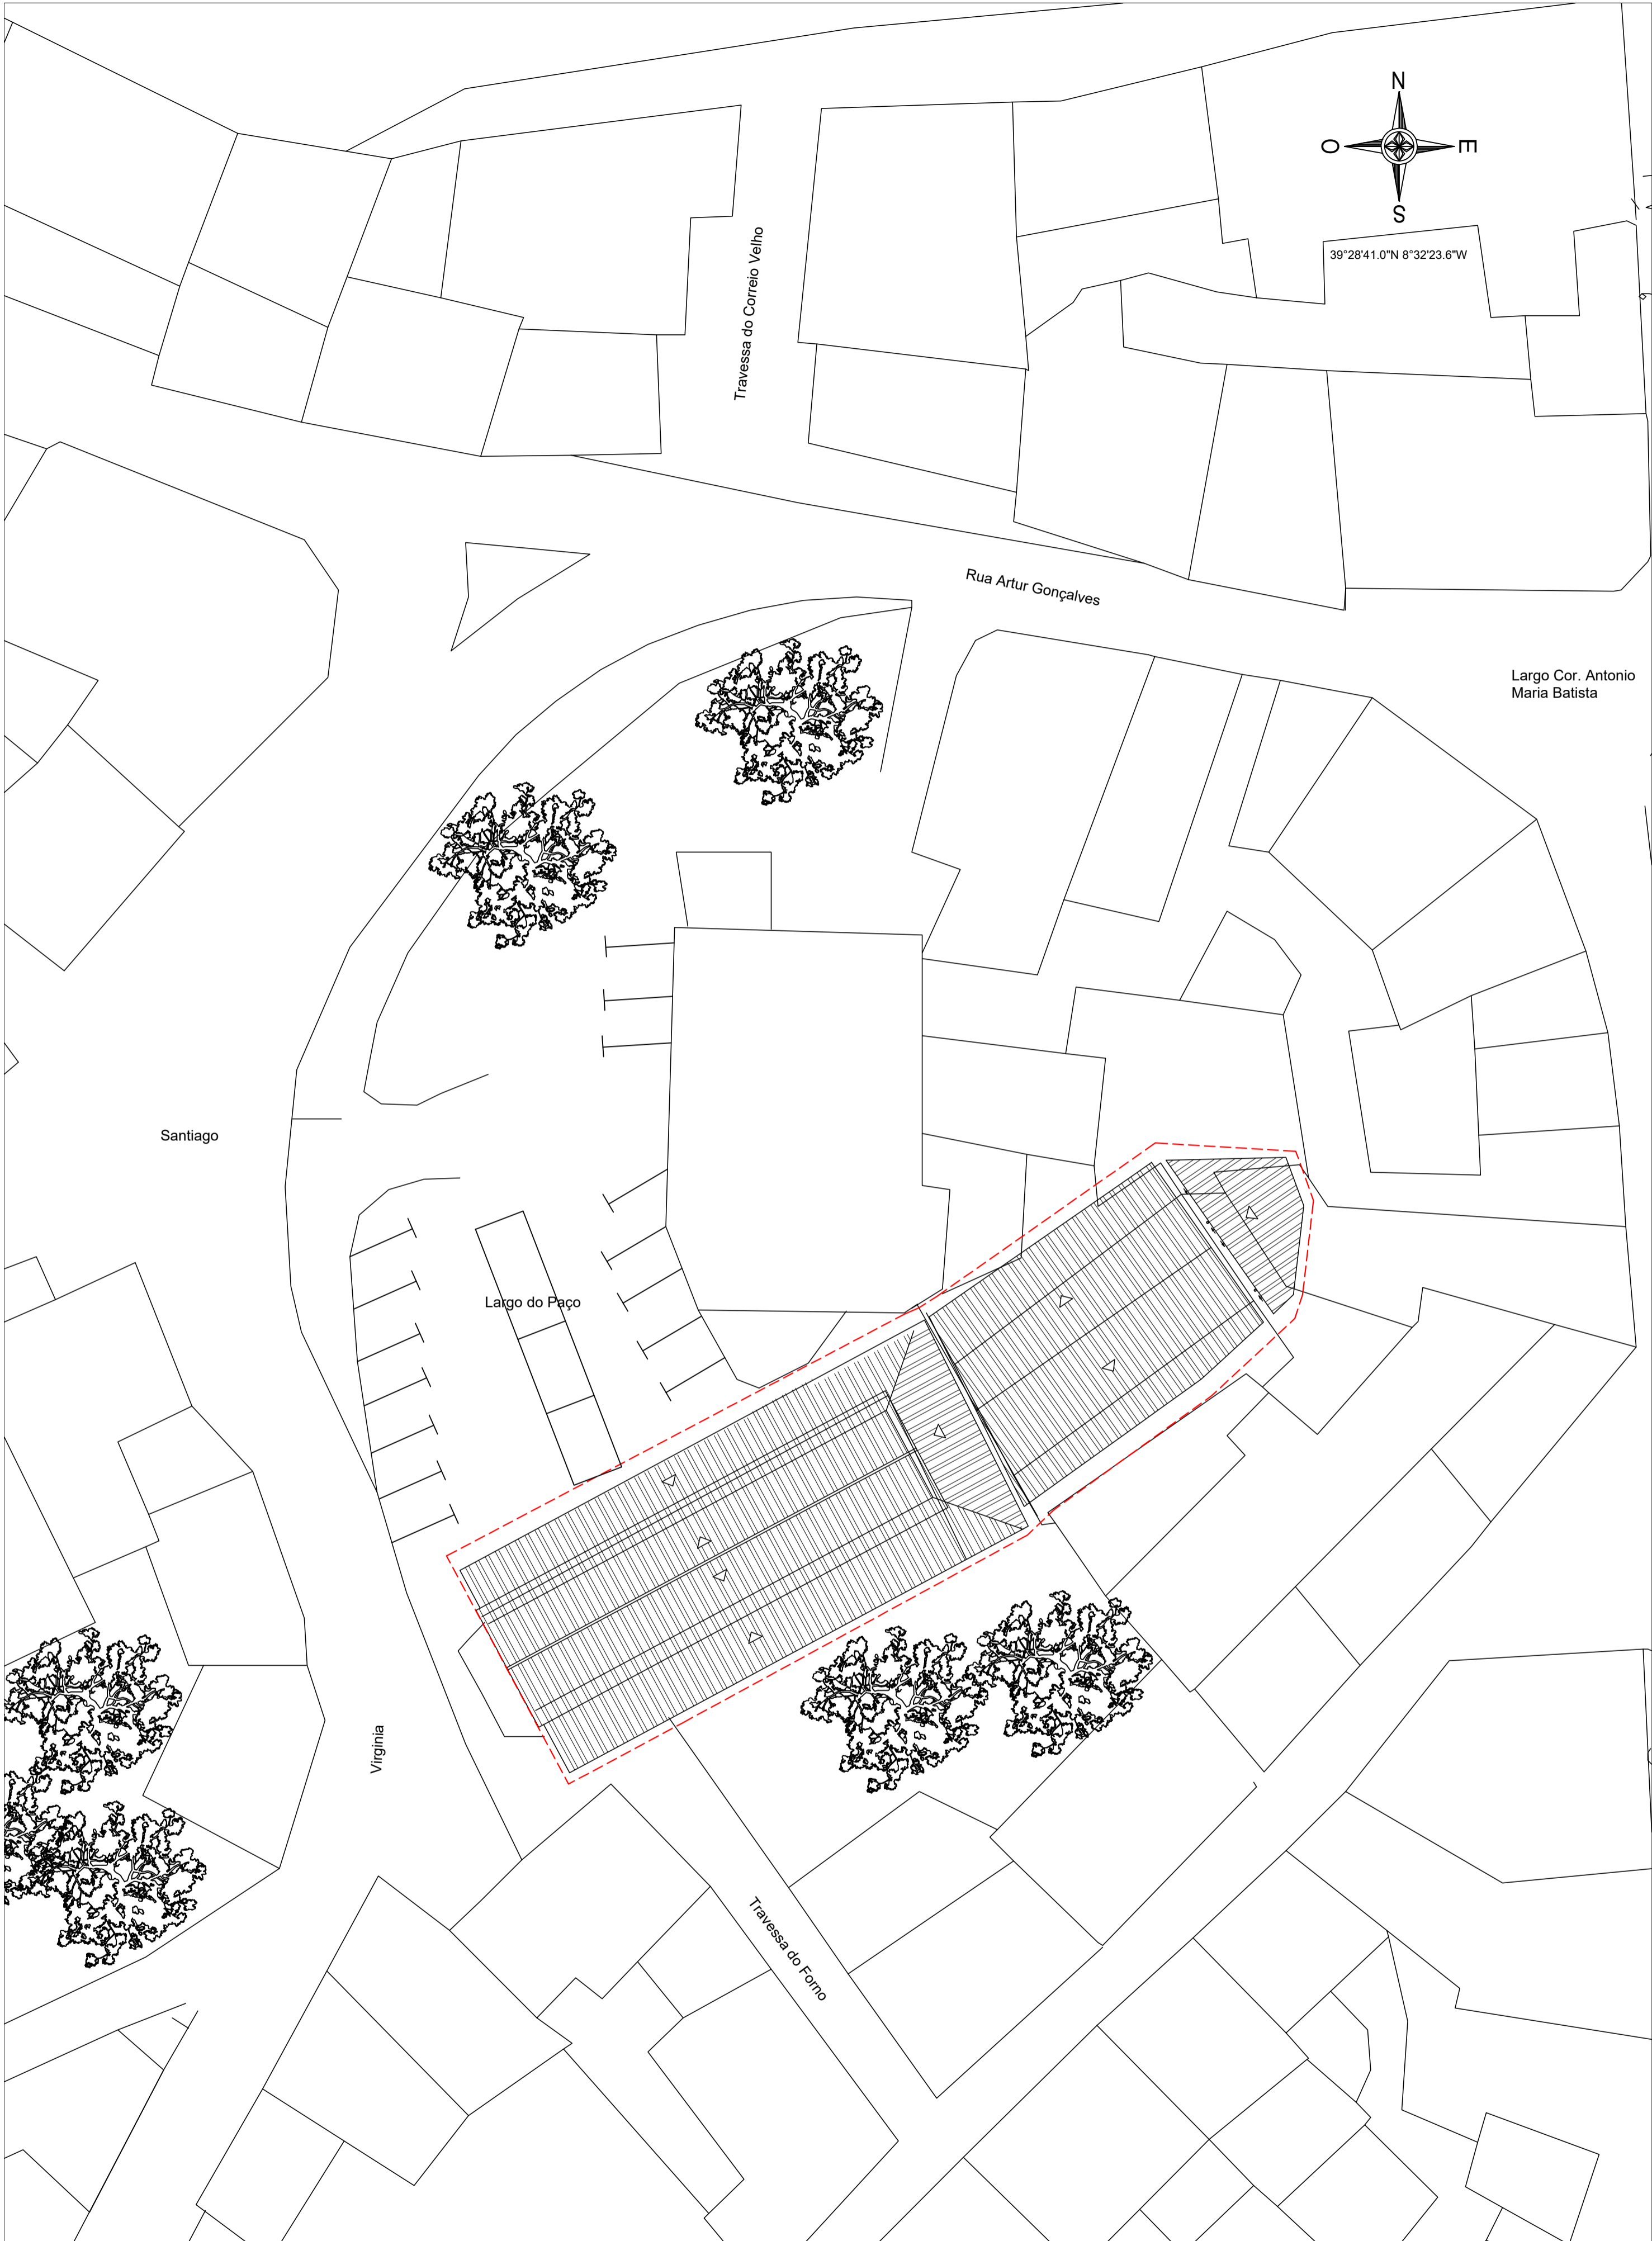 N
O
E
S
39°28'41.0"N 8°32'23.6"W
Travessa do Correio Velho
Rua Artur Gonçalves
Largo Cor. Antonio
Maria Batista
Santiago
Largo do Paço
Virginia
Travessa do Forno